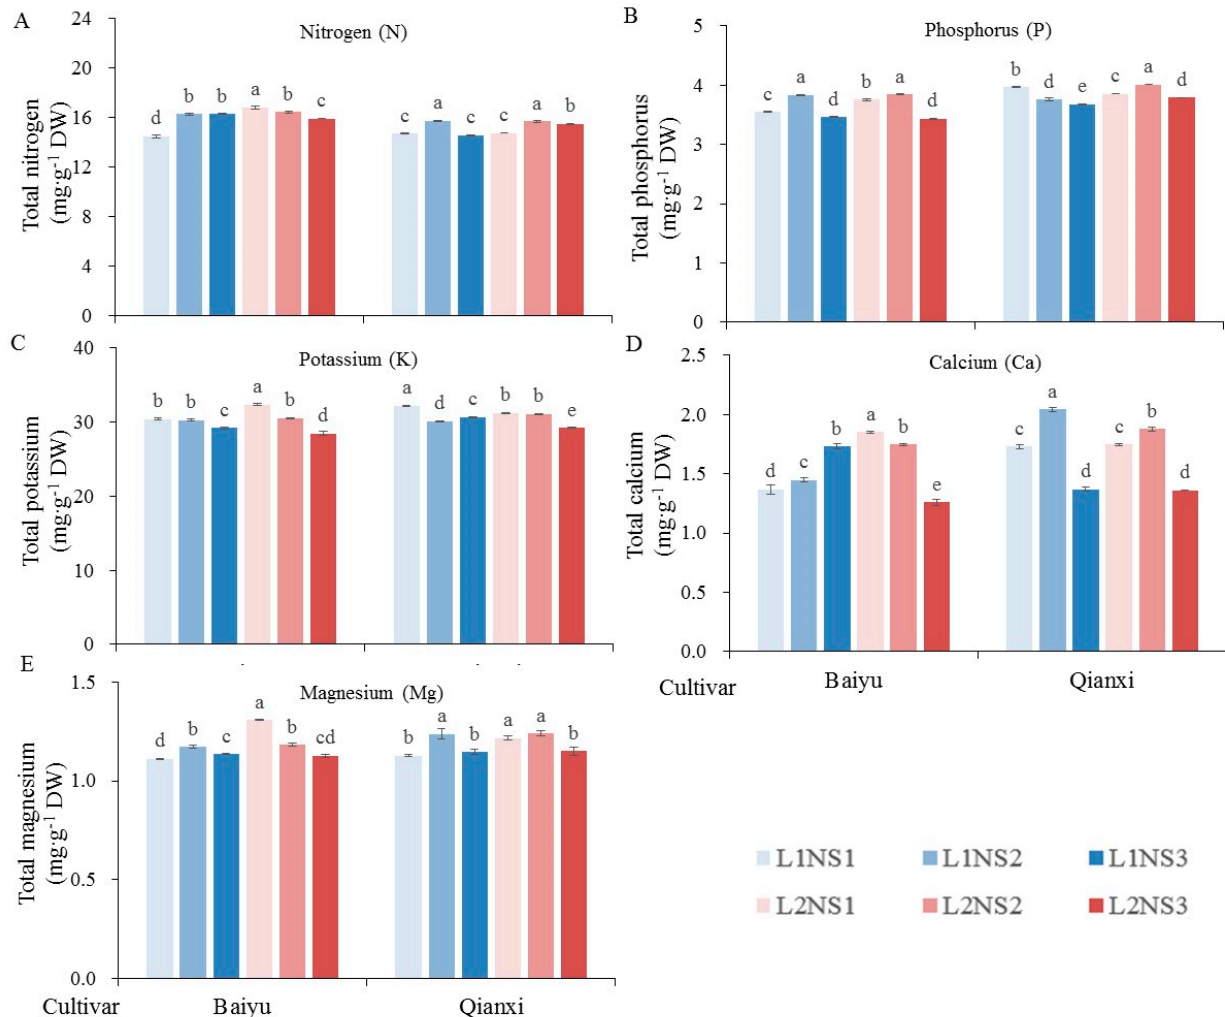 A
Nitrogen (N)
24
20
16
12
8
4
0
Total nitrogen
(mg·g⁻¹ DW)
d b b a b c
c a c c a b
B
Phosphorus (P)
5
4
3
2
1
0
Total phosphorus
(mg·g⁻¹ DW)
c a d b a d
b d e c a d
C
Potassium (K)
40
30
20
10
0
Total potassium
(mg·g⁻¹ DW)
b b c a b d
a d c b b e
D
Calcium (Ca)
2.5
2.0
1.5
1.0
0.5
0.0
Total calcium
(mg·g⁻¹ DW)
d c b a b e
c a d c b d
Cultivar Baiyu Qianxi
E
Magnesium (Mg)
1.5
1.0
0.5
0.0
Total magnesium
(mg·g⁻¹ DW)
d b c a b cd
b a b a a b
Cultivar Baiyu Qianxi
L1NS1 L1NS2 L1NS3
L2NS1 L2NS2 L2NS3